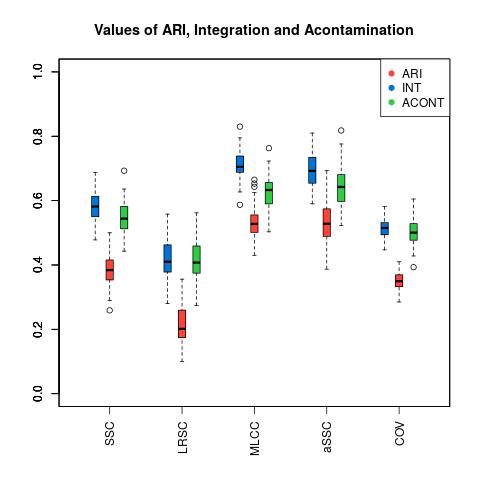 Values of ARI, Integration and Acontamination
ARI
INT
ACONT
1.0
0.8
0.6
0.4
0.2
0.0
SSC
LRSC
MLCC
aSSC
COV